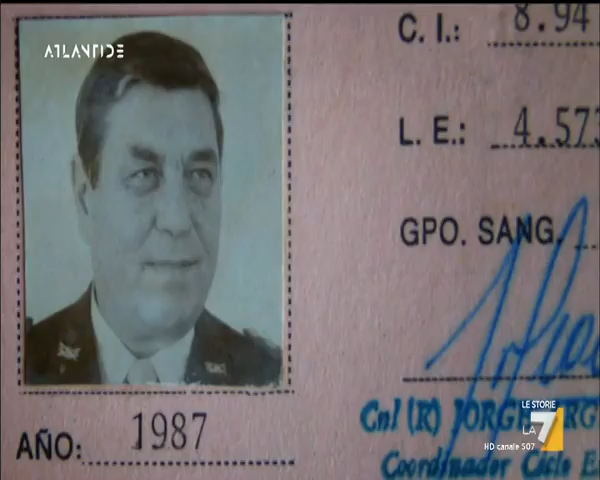 ATLANTIDE
C. I.: 8.94
L. E.: 4.573
GPO. SANG.
AÑO: 1987
Cnl (R) JORGE
Coordinador Ciclo
LE STORIE
LA7
HD canale 507